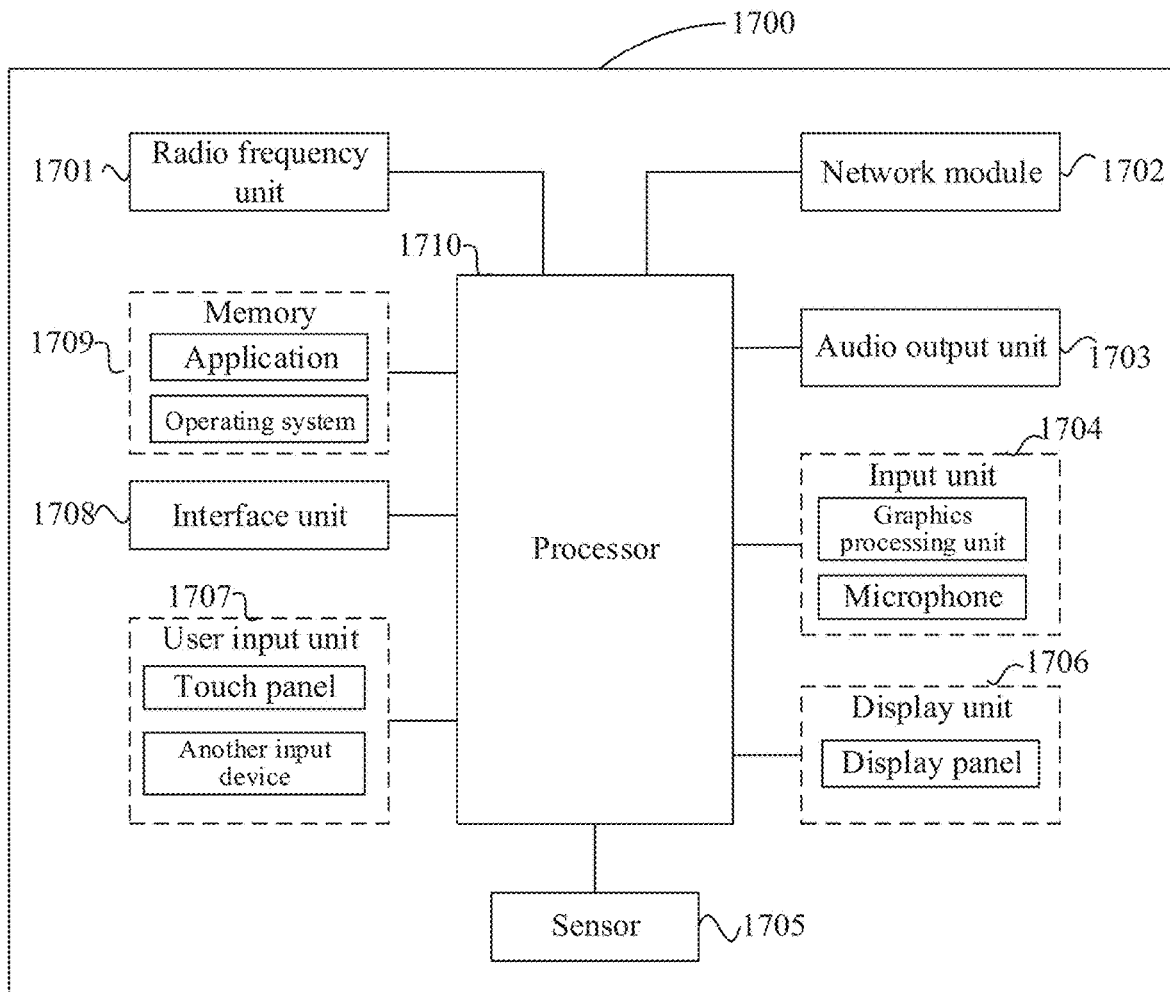 1700
1701
Radio frequency
unit
Network module
1702
1710
1709
Memory
Application
Operating system
Audio output unit
1703
1704
Input unit
Graphics
processing unit
Microphone
1708
Interface unit
Processor
1707
User input unit
Touch panel
Another input
device
1706
Display unit
Display panel
Sensor
1705